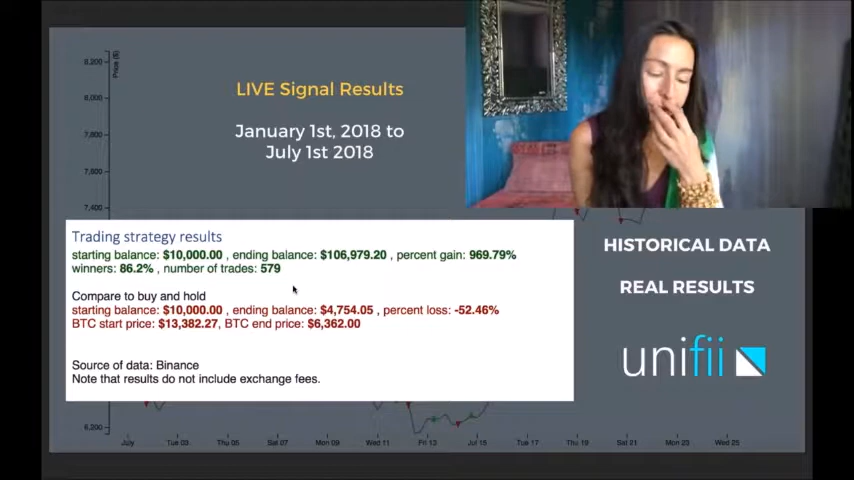 8,200
Price ($)
8,000
7,800
7,600
7,400
6,200
LIVE Signal Results
January 1st, 2018 to
July 1st 2018
Trading strategy results
starting balance: $10,000.00 , ending balance: $106,979.20 , percent gain: 969.79%
winners: 86.2% , number of trades: 579
Compare to buy and hold
starting balance: $10,000.00 , ending balance: $4,754.05 , percent loss: -52.46%
BTC start price: $13,382.27, BTC end price: $6,362.00
Source of data: Binance
Note that results do not include exchange fees.
HISTORICAL DATA
REAL RESULTS
unifii
July Tue 03 Thu 05 Sat 07 Mon 09 Wed 11 Fri 13 Jul 15 Tue 17 Thu 19 Sat 21 Mon 23 Wed 25